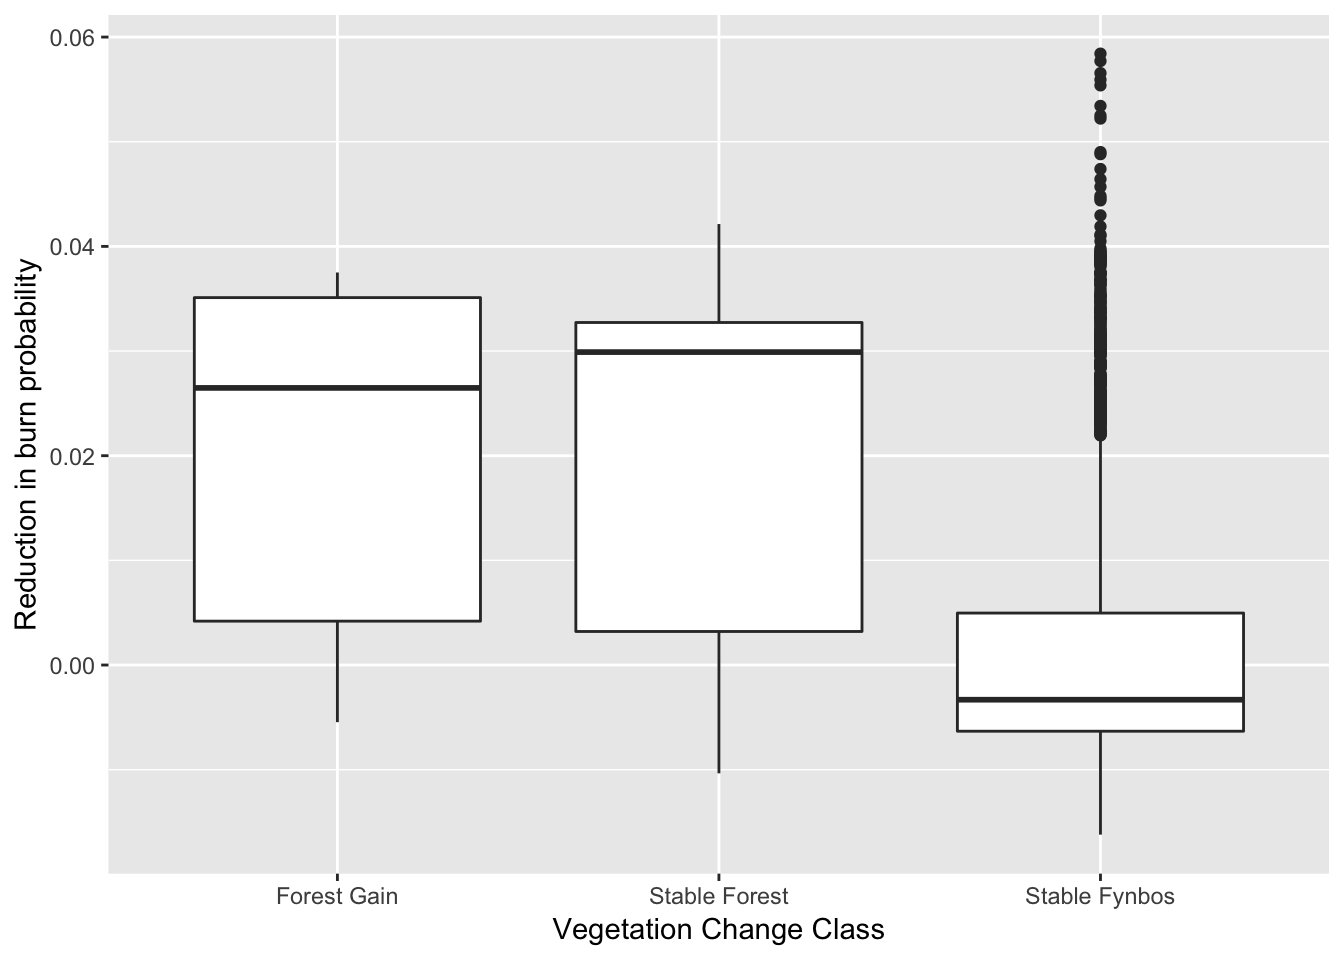 0.06
0.04
0.02
0.00
Reduction in burn probability
Forest Gain
Stable Forest
Stable Fynbos
Vegetation Change Class